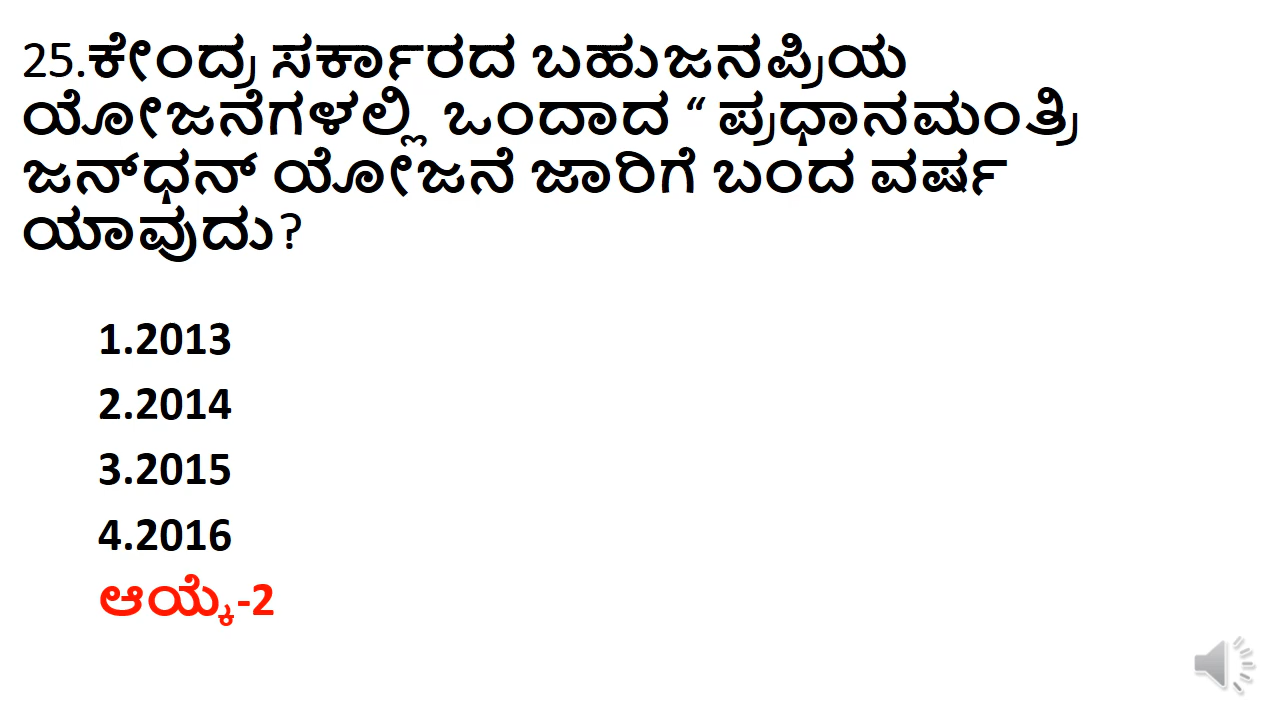 25.ಕೇಂದ್ರ ಸರ್ಕಾರದ ಬಹುಜನಪ್ರಿಯ
ಯೋಜನೆಗಳಲ್ಲಿ ಒಂದಾದ “ ಪ್ರಧಾನಮಂತ್ರಿ
ಜನ್‌ಧನ್ ಯೋಜನೆ ಜಾರಿಗೆ ಬಂದ ವರ್ಷ
ಯಾವುದು?
1.2013
2.2014
3.2015
4.2016
ಆಯ್ಕೆ-2